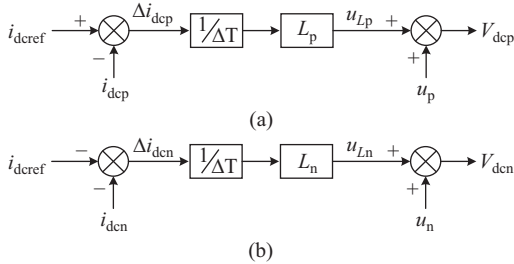 Δi_dcp u_Lp
i_dcref + 1/ΔT L_p + V_dcp
− +
i_dcp u_p
(a)
Δi_dcn u_Ln
i_dcref − 1/ΔT L_n + V_dcn
− +
i_dcn u_n
(b)